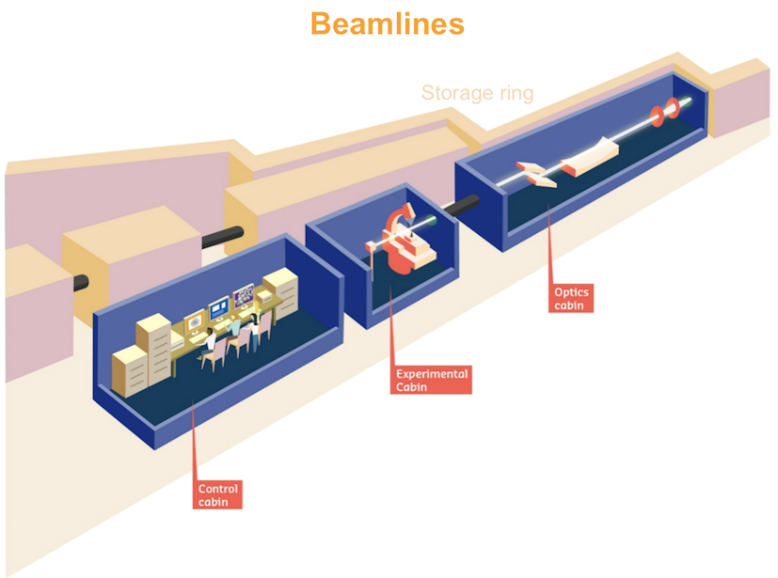 Beamlines
Storage ring
Optics
cabin
Experimental
Cabin
Control
cabin